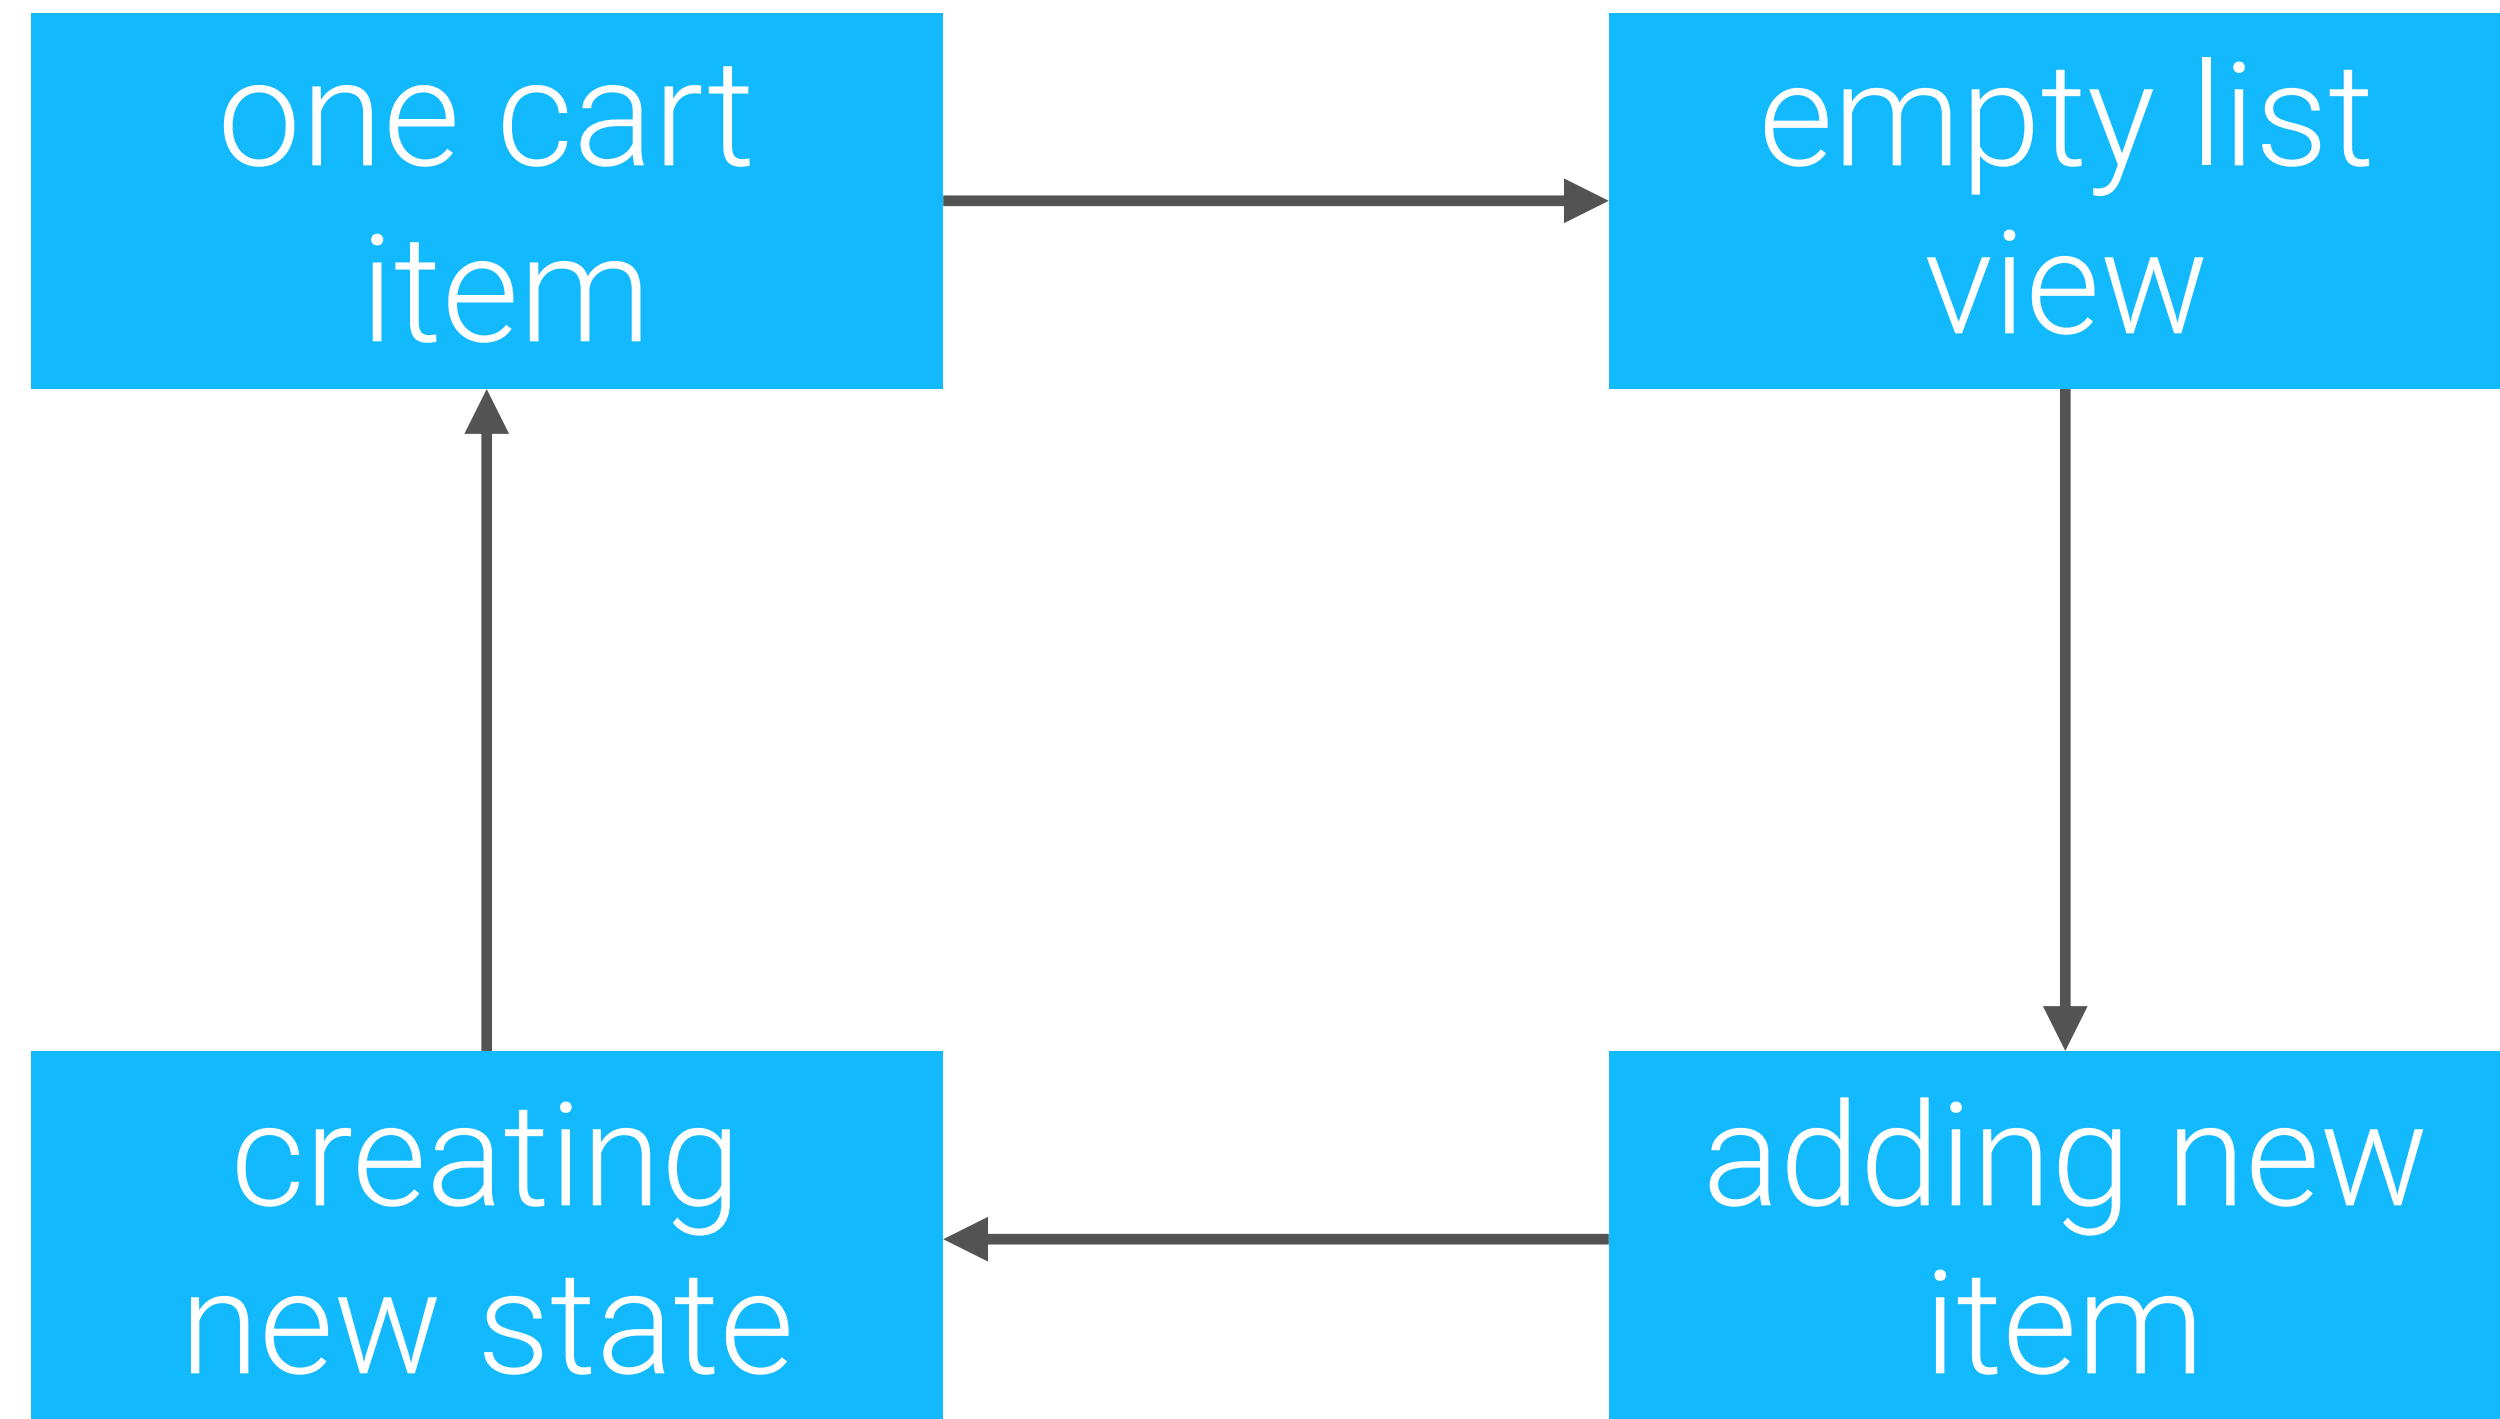 one cart
item
empty list
view
creating
new state
adding new
item